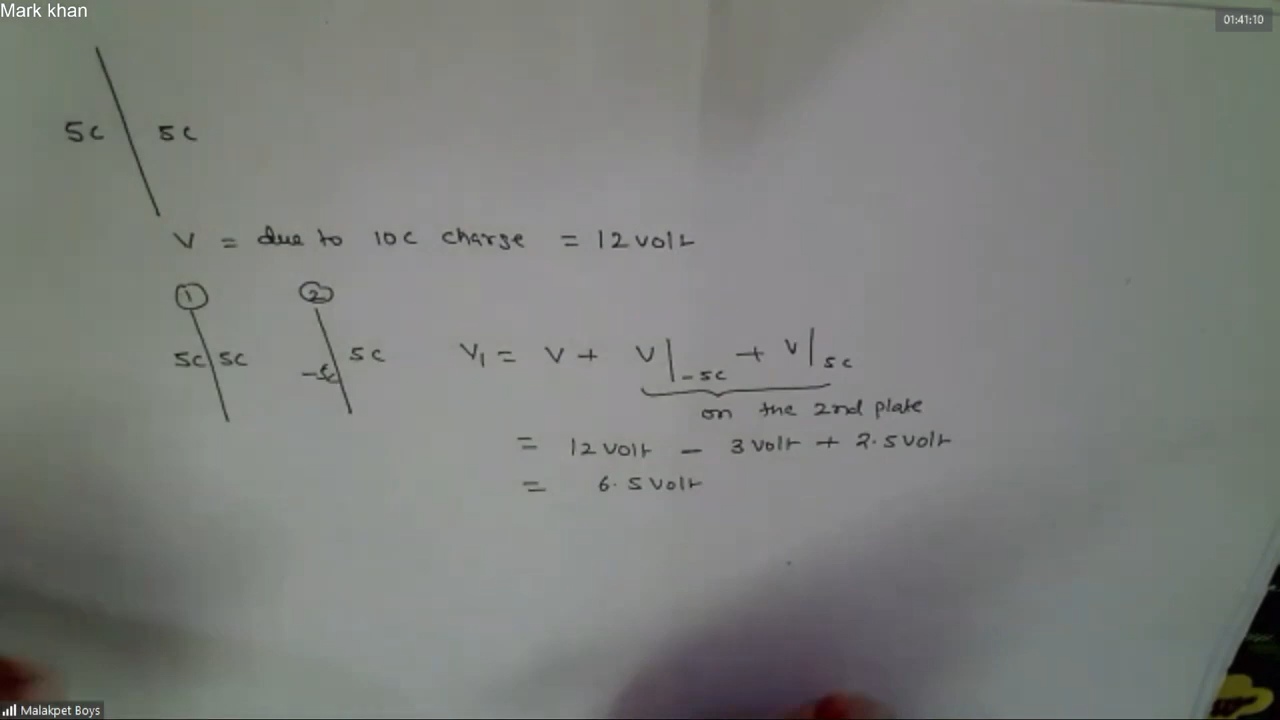 Mark khan
01:41:10
5C 5C
V = due to 10C charge = 12 volt
① ②
5C 5C 5C V₁ = V + V|₋₅C + V|₅C
on the 2nd plate
= 12 volt – 3 volt + 2.5 volt
= 6.5 volt
Malakpet Boys